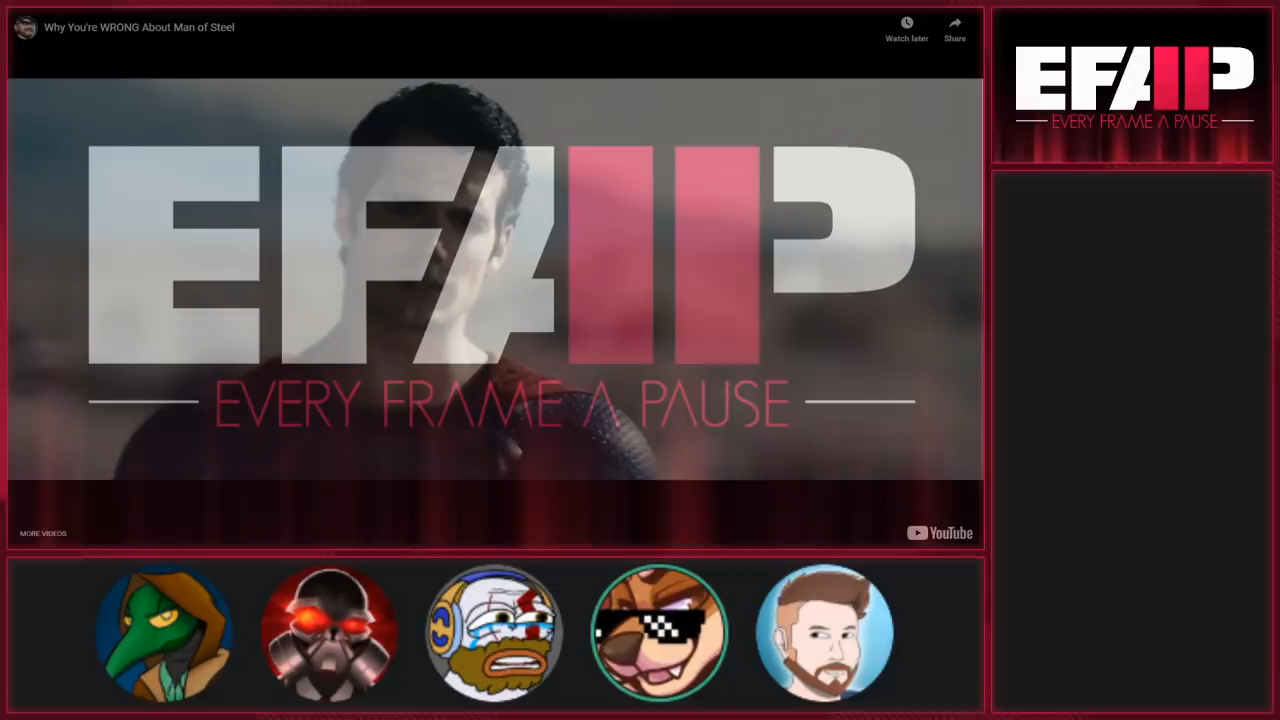 Why You're WRONG About Man of Steel
Watch later
Share
EFAP
EVERY FRAME A PAUSE
EFAP
EVERY FRAME A PAUSE
MORE VIDEOS
YouTube